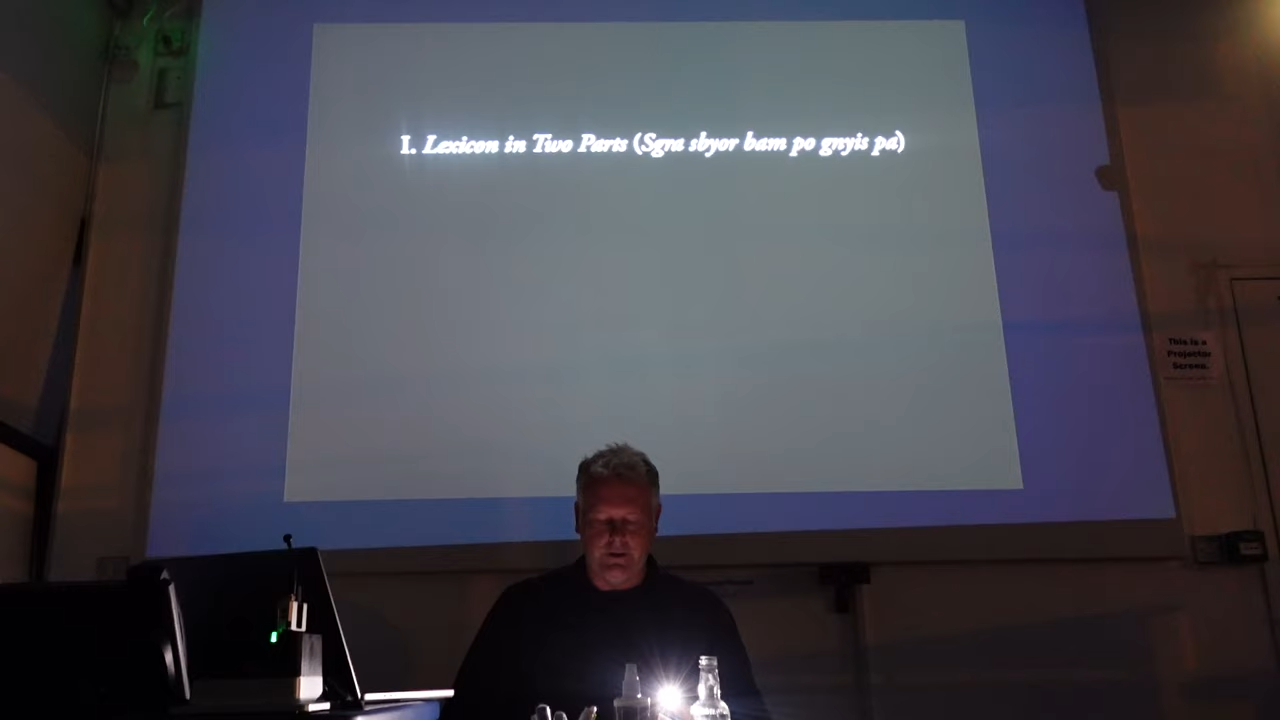 I. Lexicon in Two Parts (Sgra sbyor bam po gnyis pa)
This is a
Projector
Screen.